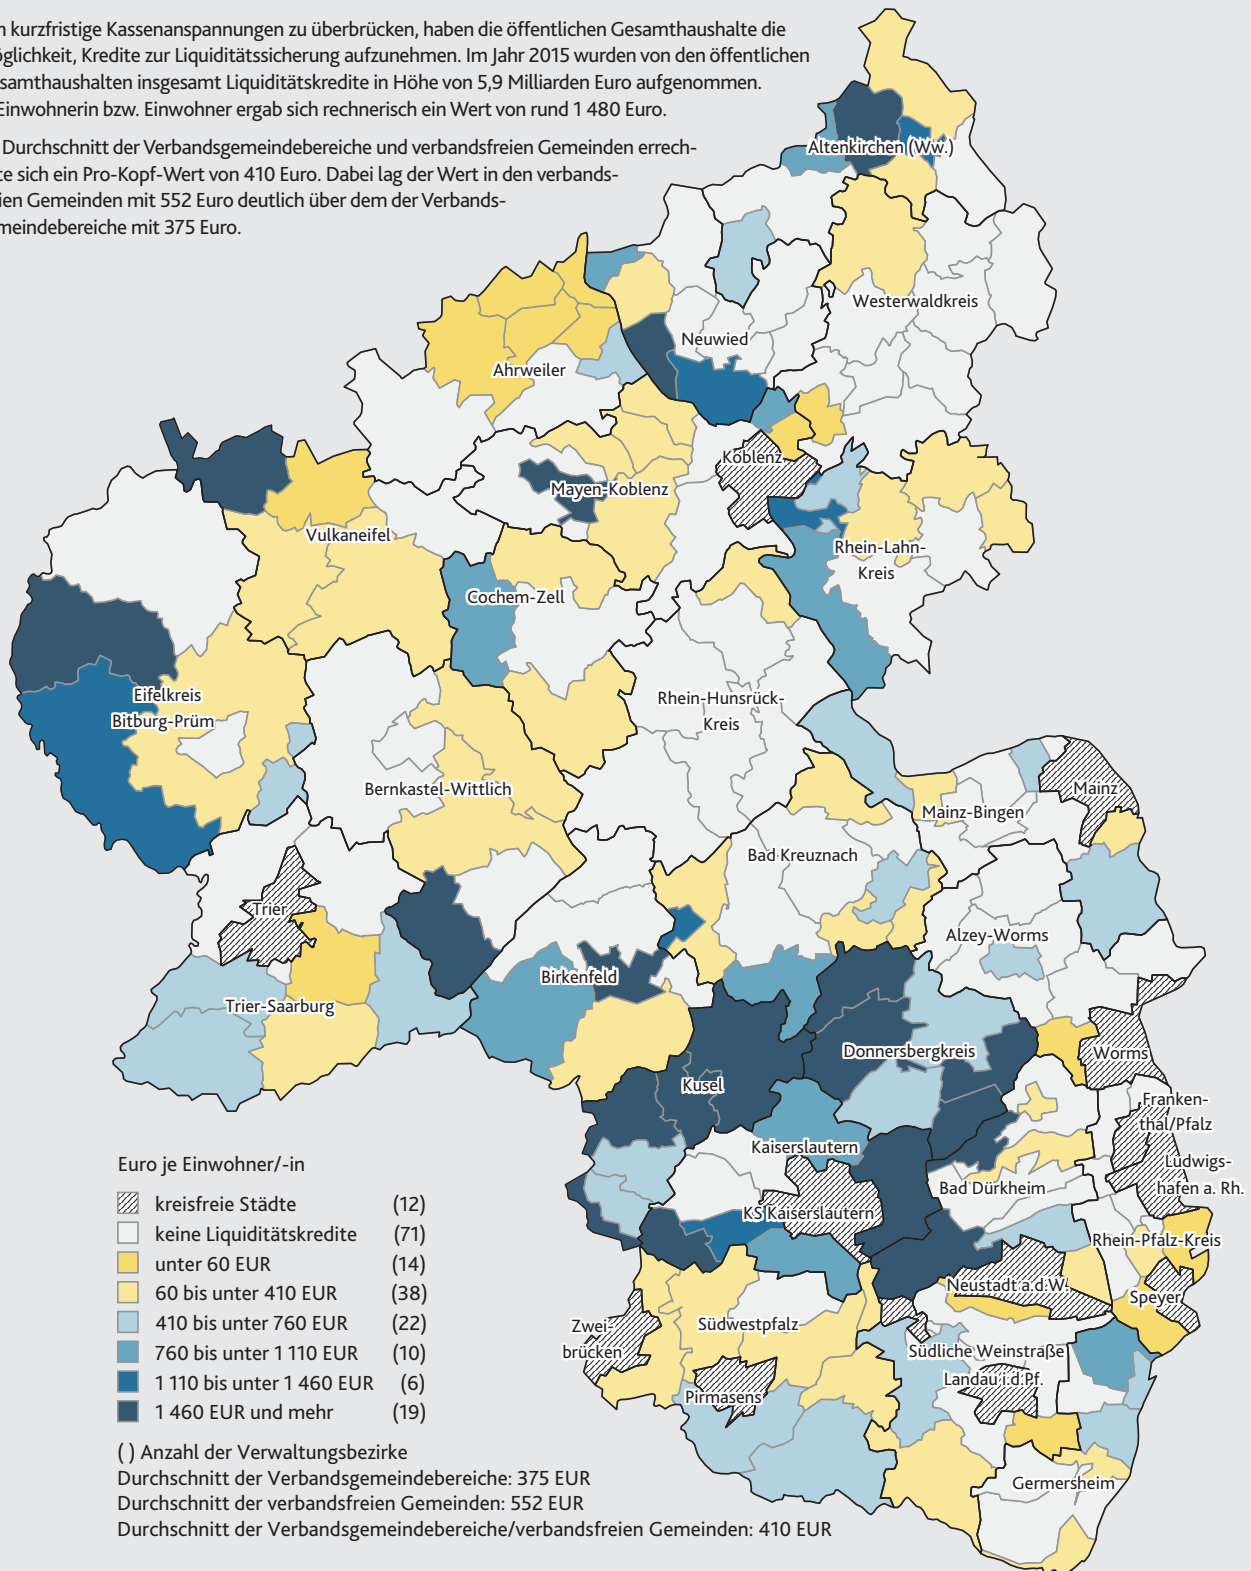 n kurzfristige Kassenanspannungen zu überbrücken, haben die öffentlichen Gesamthaushalte die
öglichkeit, Kredite zur Liquiditätssicherung aufzunehmen. Im Jahr 2015 wurden von den öffentlichen
samthaushalten insgesamt Liquiditätskredite in Höhe von 5,9 Milliarden Euro aufgenommen.
Einwohnerin bzw. Einwohner ergab sich rechnerisch ein Wert von rund 1 480 Euro.
Durchschnitt der Verbandsgemeindebereiche und verbandsfreien Gemeinden errech-
te sich ein Pro-Kopf-Wert von 410 Euro. Dabei lag der Wert in den verbands-
ien Gemeinden mit 552 Euro deutlich über dem der Verbands-
meindebereiche mit 375 Euro.
Altenkirchen (Ww.)
Westerwaldkreis
Neuwied
Ahrweiler
Koblenz
Mayen-Koblenz
Vulkaneifel
Rhein-Lahn-
Kreis
Cochem-Zell
Eifelkreis
Bitburg-Prüm
Rhein-Hunsrück-
Kreis
Bernkastel-Wittlich
Mainz
Mainz-Bingen
Bad Kreuznach
Trier
Alzey-Worms
Birkenfeld
Trier-Saarburg
Donnersbergkreis
Worms
Kusel
Franken-
thal/Pfalz
Kaiserslautern
Ludwigs-
hafen a. Rh.
Bad Dürkheim
KS Kaiserslautern
Rhein-Pfalz-Kreis
Neustadt a.d.W.
Speyer
Zwei-
brücken
Südwestpfalz
Südliche Weinstraße
Landau i.d.Pf.
Pirmasens
Germersheim
Euro je Einwohner/-in
kreisfreie Städte (12)
keine Liquiditätskredite (71)
unter 60 EUR (14)
60 bis unter 410 EUR (38)
410 bis unter 760 EUR (22)
760 bis unter 1 110 EUR (10)
1 110 bis unter 1 460 EUR (6)
1 460 EUR und mehr (19)
( ) Anzahl der Verwaltungsbezirke
Durchschnitt der Verbandsgemeindebereiche: 375 EUR
Durchschnitt der verbandsfreien Gemeinden: 552 EUR
Durchschnitt der Verbandsgemeindebereiche/verbandsfreien Gemeinden: 410 EUR